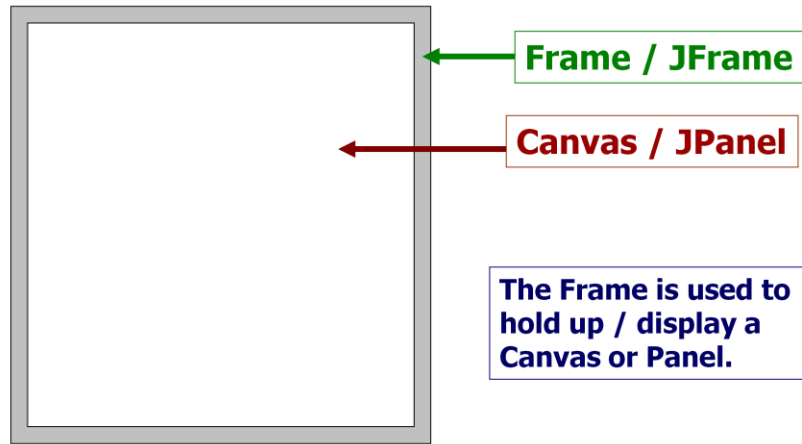 Frame / JFrame
Canvas / JPanel
The Frame is used to
hold up / display a
Canvas or Panel.